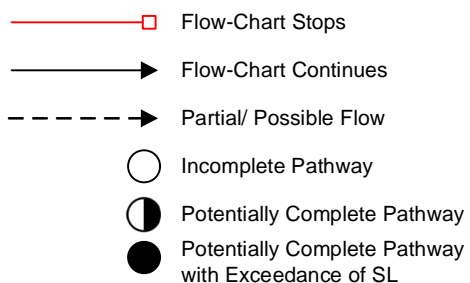 Flow-Chart Stops
Flow-Chart Continues
Partial/ Possible Flow
Incomplete Pathway
Potentially Complete Pathway
Potentially Complete Pathway
with Exceedance of SL